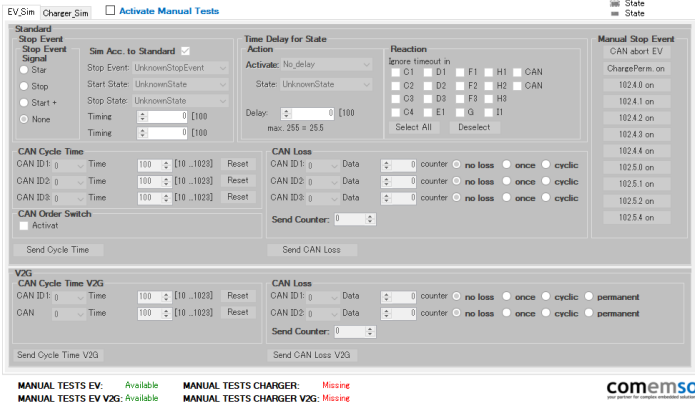 State
EV_Sim Charger_Sim Activate Manual Tests State
Standard
Stop Event
Stop Event Signal
Star
Stop
Start +
None
Sim Acc. to Standard
Stop Event: UnknownStopEvent
Start State: UnknownState
Stop State: UnknownState
Timing 0 [100
Timing 0 [100
Time Delay for State
Action
Activate: No_delay
State: UnknownState
Delay: 0 [100
max. 255 = 25.5
Reaction
Ignore timeout in
C1 D1 F1 H1 CAN
C2 D2 F2 H2 CAN
C3 D3 F3 H3
C4 E1 G I1
Select All Deselect
Manual Stop Event
CAN abort EV
ChargePerm. on
102.4.0 on
102.4.1 on
102.4.2 on
102.4.3 on
102.4.4 on
102.5.0 on
102.5.1 on
102.5.2 on
102.5.4 on
CAN Cycle Time
CAN ID1: 0 Time 100 [10 ...1023] Reset
CAN ID2: 0 Time 100 [10 ...1023] Reset
CAN ID3: 0 Time 100 [10 ...1023] Reset
CAN Order Switch
Activat
Send Cycle Time
CAN Loss
CAN ID1: 0 Data 0 counter no loss once cyclic
CAN ID2: 0 Data 0 counter no loss once cyclic
CAN ID3: 0 Data 0 counter no loss once cyclic
Send Counter: 0
Send CAN Loss
V2G
CAN Cycle Time V2G
CAN ID1: 0 Time 100 [10 ...1023] Reset
CAN 0 Time 100 [10 ...1023] Reset
Send Cycle Time V2G
CAN Loss
CAN ID1: 0 Data 0 counter no loss once cyclic permanent
CAN ID2: 0 Data 0 counter no loss once cyclic permanent
Send Counter: 0
Send CAN Loss V2G
MANUAL TESTS EV: Available MANUAL TESTS CHARGER: Missing
MANUAL TESTS EV V2G: Available MANUAL TESTS CHARGER V2G: Missing
comemso
your partner for complex embedded solution